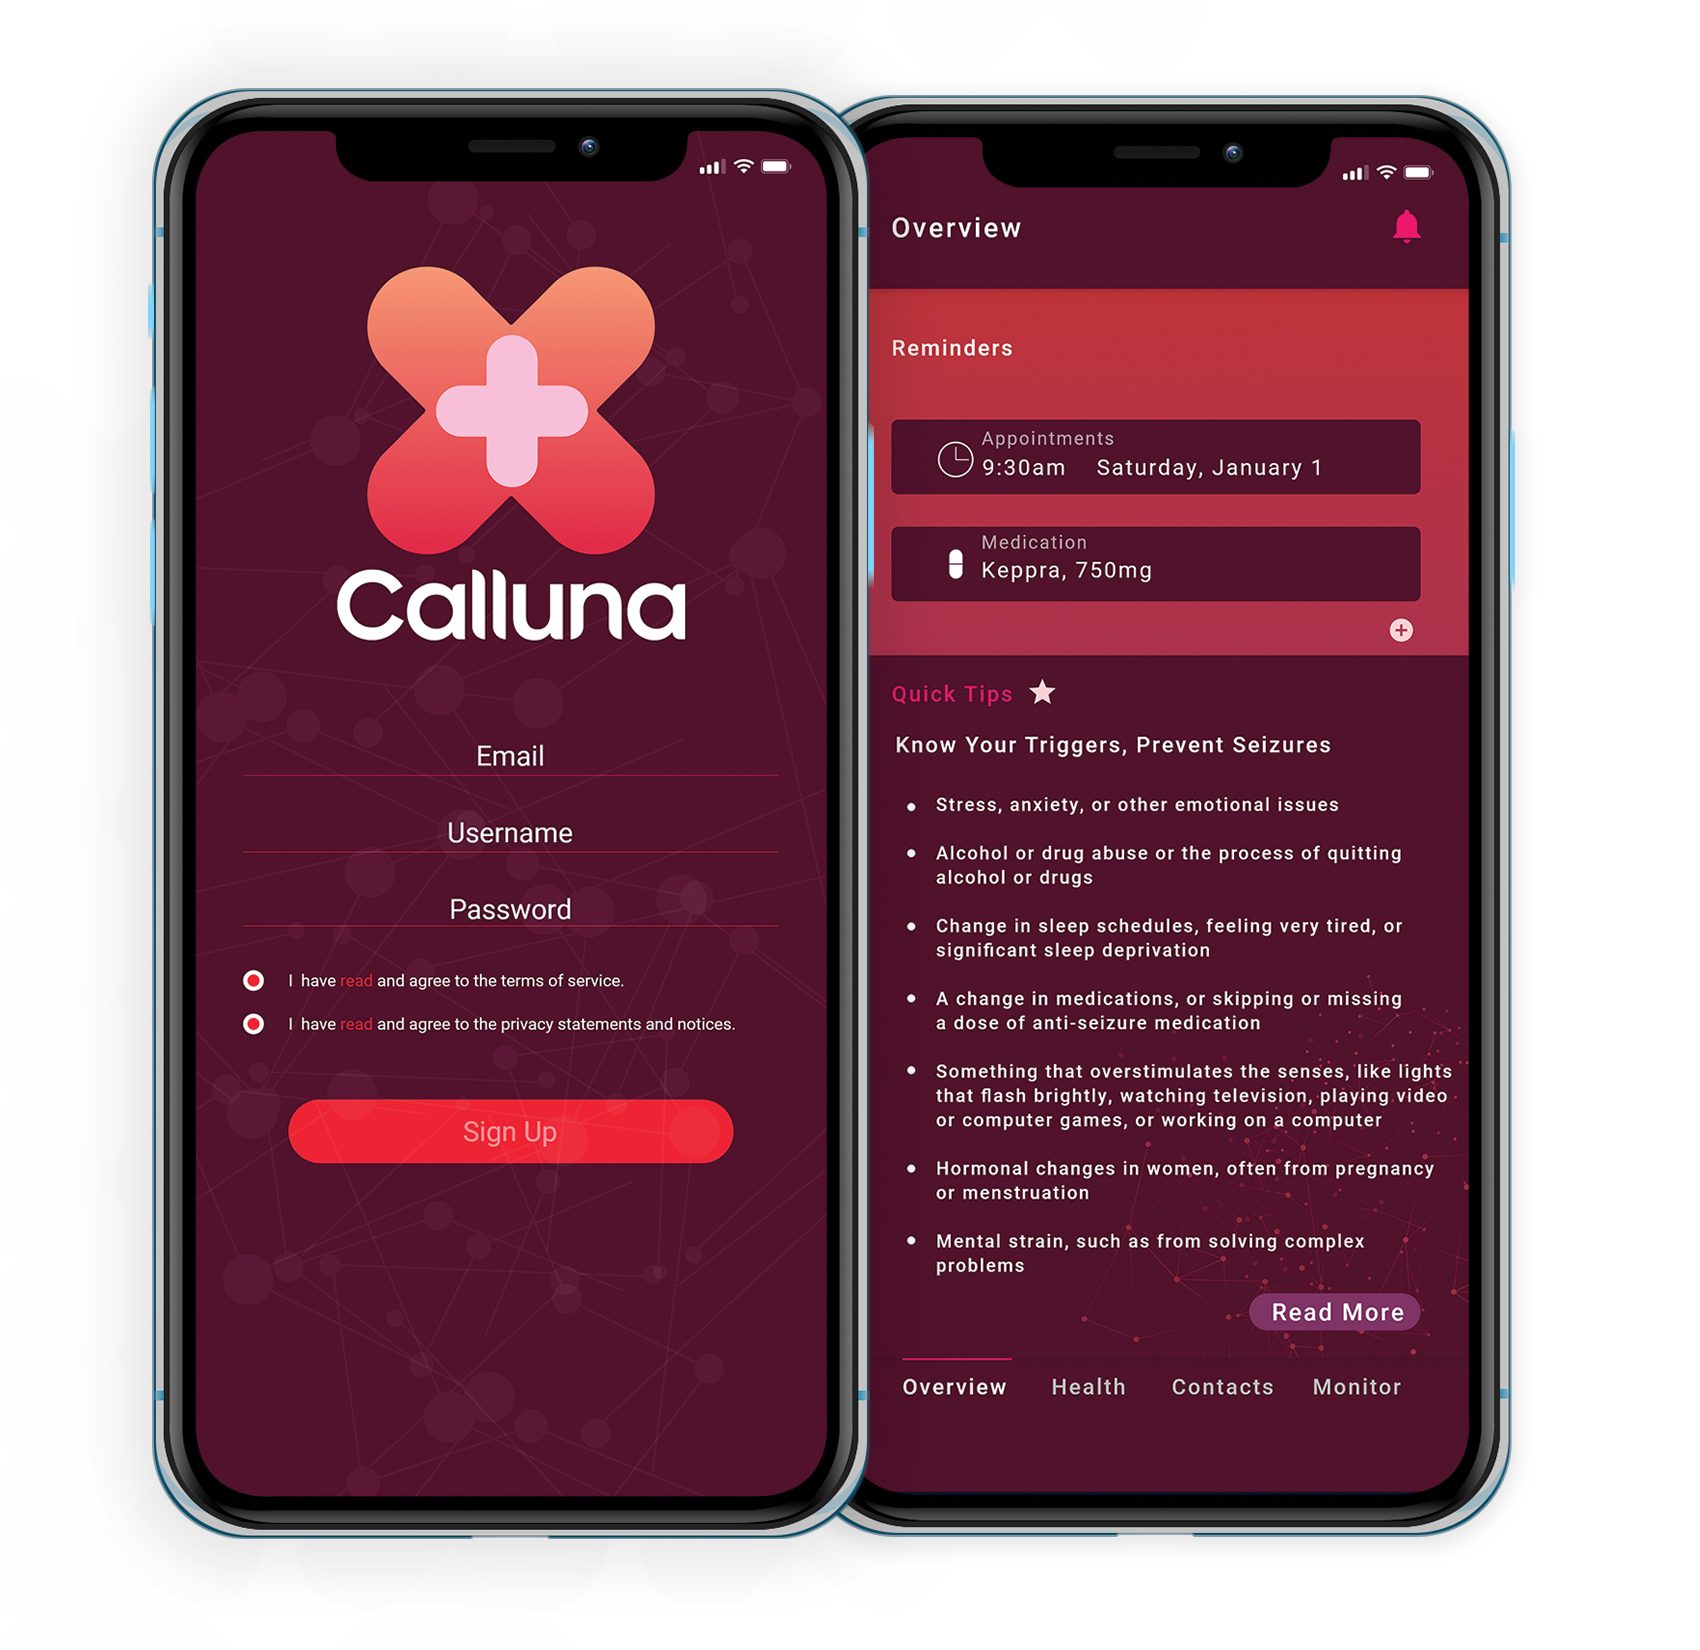 Calluna
Email
Username
Password
I have read and agree to the terms of service.
I have read and agree to the privacy statements and notices.
Sign Up
Overview
Reminders
Appointments
9:30am Saturday, January 1
Medication
Keppra, 750mg
Quick Tips
Know Your Triggers, Prevent Seizures
Stress, anxiety, or other emotional issues
Alcohol or drug abuse or the process of quitting
alcohol or drugs
Change in sleep schedules, feeling very tired, or
significant sleep deprivation
A change in medications, or skipping or missing
a dose of anti-seizure medication
Something that overstimulates the senses, like lights
that flash brightly, watching television, playing video
or computer games, or working on a computer
Hormonal changes in women, often from pregnancy
or menstruation
Mental strain, such as from solving complex
problems
Read More
Overview Health Contacts Monitor